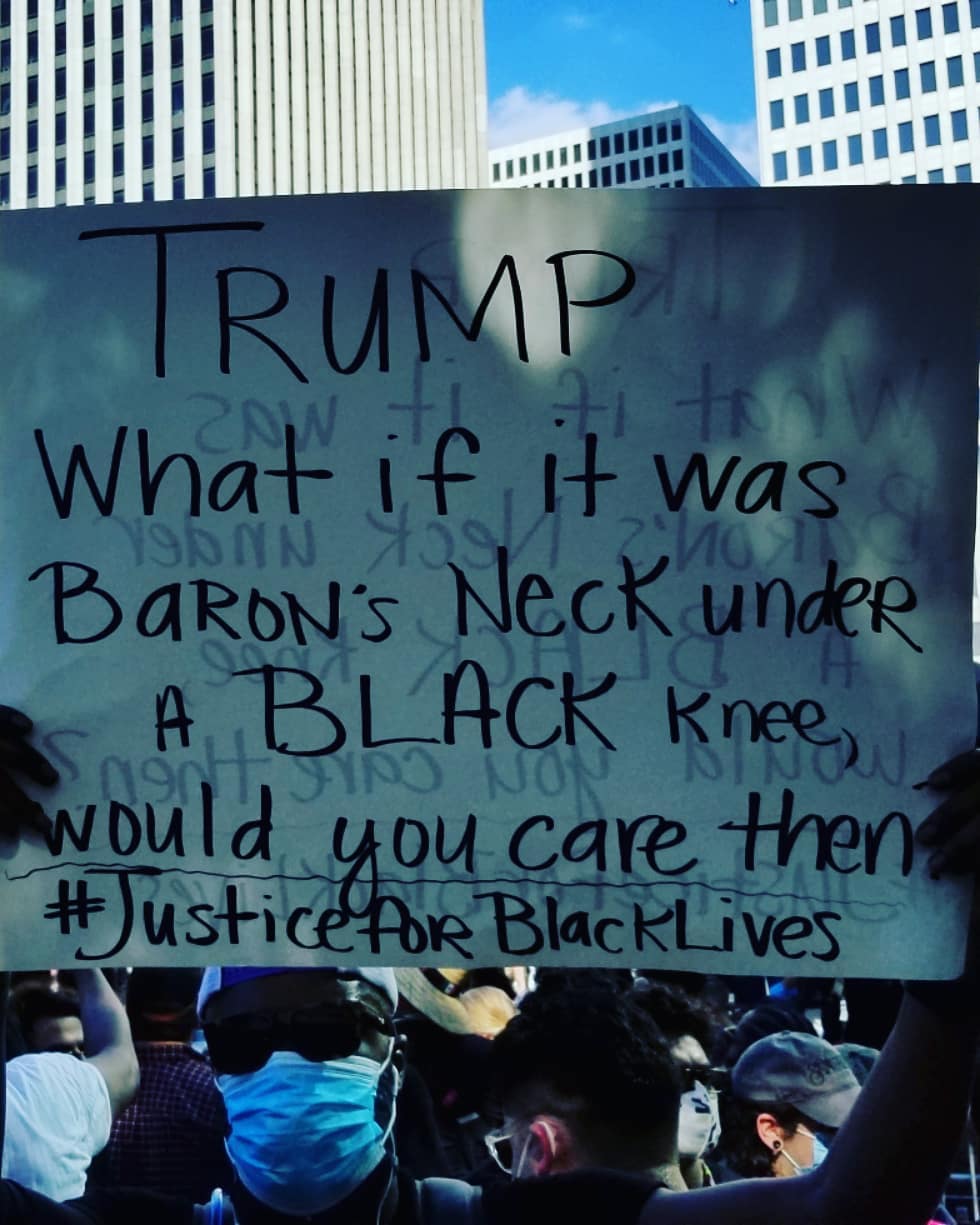 TRUMP
What if it was
BARON's Neck under
A BLACK knee,
would you care then
#JusticeforBlackLives